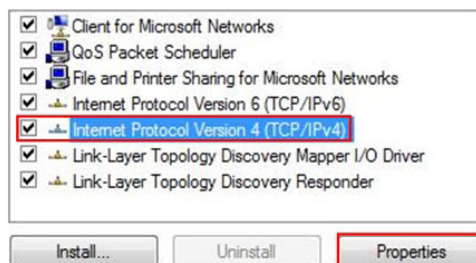 Client for Microsoft Networks
QoS Packet Scheduler
File and Printer Sharing for Microsoft Networks
Internet Protocol Version 6 (TCP/IPv6)
Internet Protocol Version 4 (TCP/IPv4)
Link-Layer Topology Discovery Mapper I/O Driver
Link-Layer Topology Discovery Responder
Install... Uninstall Properties